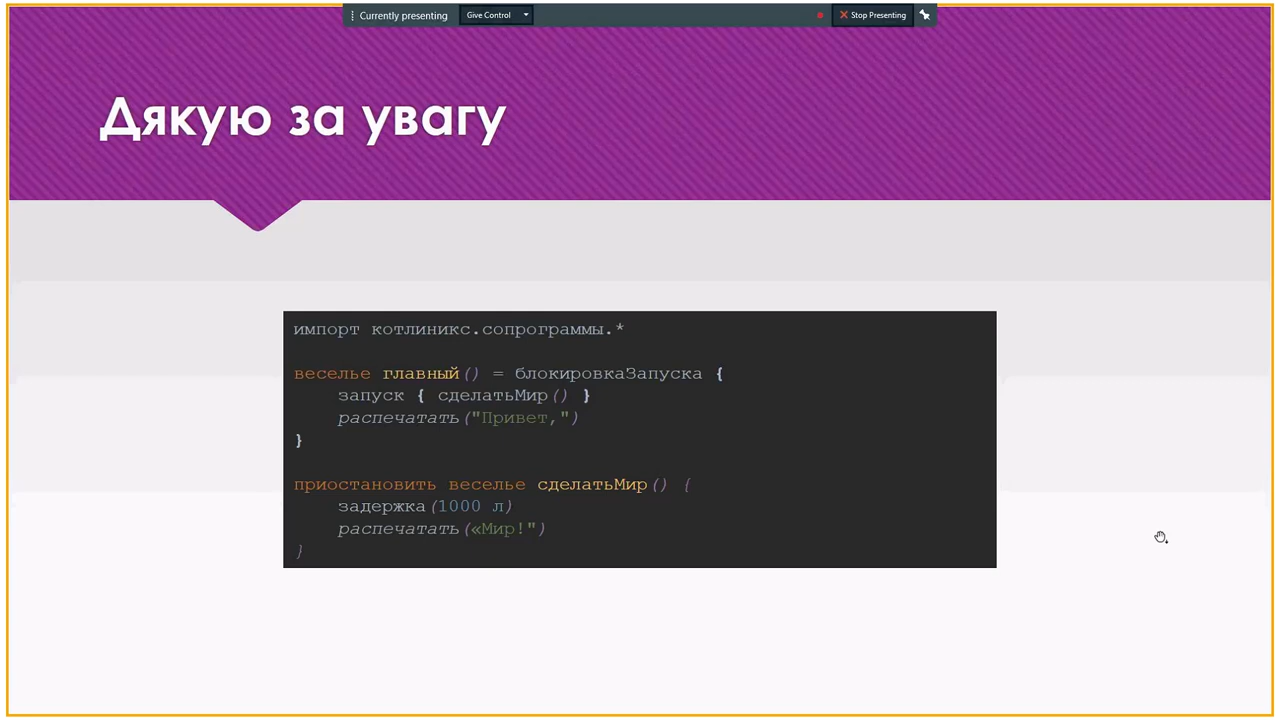 Currently presenting Give Control Stop Presenting
Дякую за увагу
импорт котлиникс.сопрограммы.*
веселье главный() = блокировкаЗапуска {
запуск { сделатьМир() }
распечатать("Привет,")
}
приостановить веселье сделатьМир() {
задержка(1000 л)
распечатать(«Мир!")
}